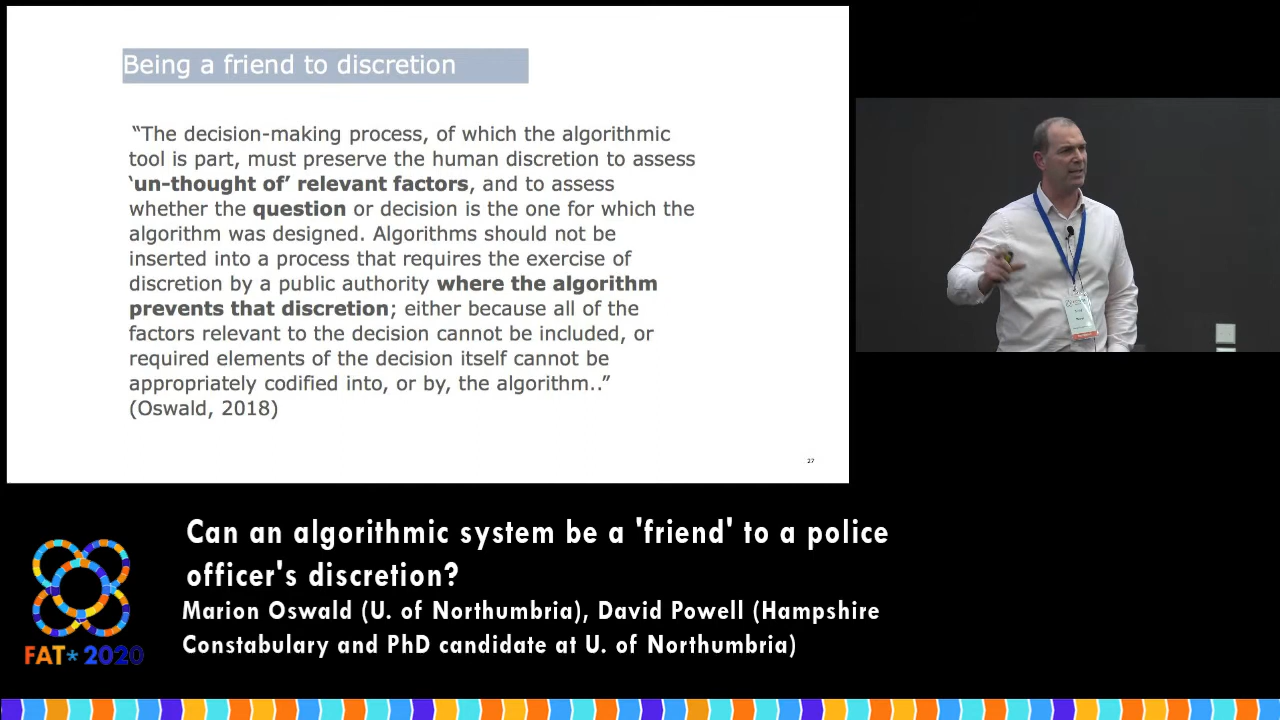 Being a friend to discretion
“The decision-making process, of which the algorithmic
tool is part, must preserve the human discretion to assess
‘un-thought of’ relevant factors, and to assess
whether the question or decision is the one for which the
algorithm was designed. Algorithms should not be
inserted into a process that requires the exercise of
discretion by a public authority where the algorithm
prevents that discretion; either because all of the
factors relevant to the decision cannot be included, or
required elements of the decision itself cannot be
appropriately codified into, or by, the algorithm..”
(Oswald, 2018)
27
Can an algorithmic system be a 'friend' to a police
officer's discretion?
Marion Oswald (U. of Northumbria), David Powell (Hampshire
Constabulary and PhD candidate at U. of Northumbria)
FAT* 2020